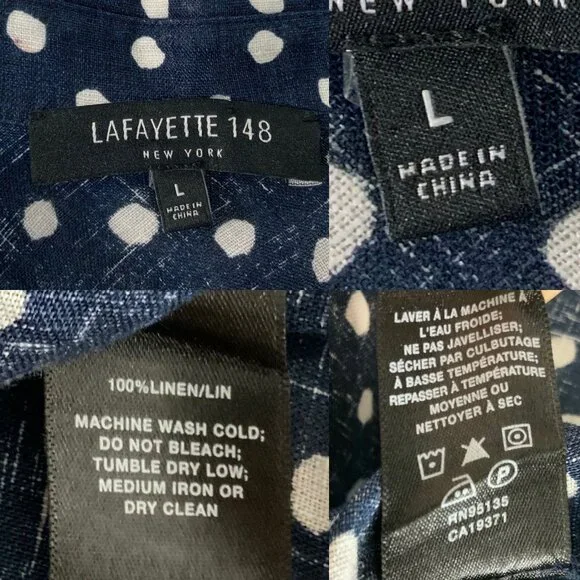 LAFAYETTE 148
NEW YORK
L
MADE IN
CHINA
NEW YORK
L
MADE IN
CHINA
100%LINEN/LIN
MACHINE WASH COLD;
DO NOT BLEACH;
TUMBLE DRY LOW;
MEDIUM IRON OR
DRY CLEAN
LAVER À LA MACHINE À
L'EAU FROIDE;
NE PAS JAVELLISER;
SÉCHER PAR CULBUTAGE
À BASSE TEMPÉRATURE;
REPASSER À TEMPÉRATURE
MOYENNE OU
NETTOYER À SEC
P
RN95135
CA19371